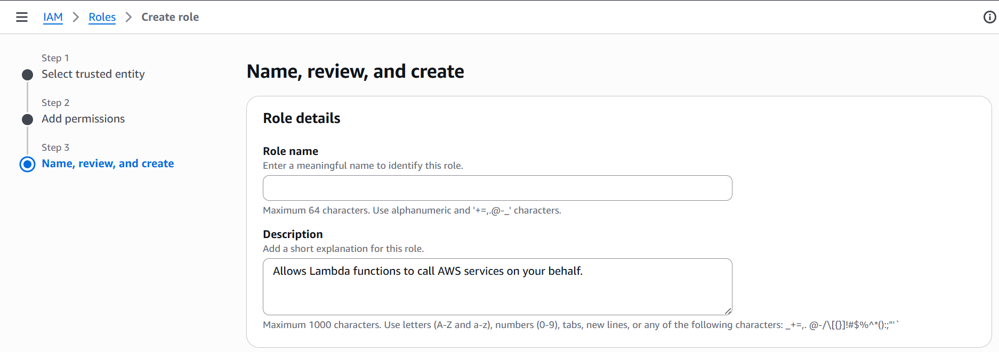 IAM > Roles > Create role
Step 1
Select trusted entity
Step 2
Add permissions
Step 3
Name, review, and create
Name, review, and create
Role details
Role name
Enter a meaningful name to identify this role.
Maximum 64 characters. Use alphanumeric and '+=,.@-_' characters.
Description
Add a short explanation for this role.
Allows Lambda functions to call AWS services on your behalf.
Maximum 1000 characters. Use letters (A-Z and a-z), numbers (0-9), tabs, new lines, or any of the following characters: _+=,. @-/\[{}]!#$%^*();:;"'`